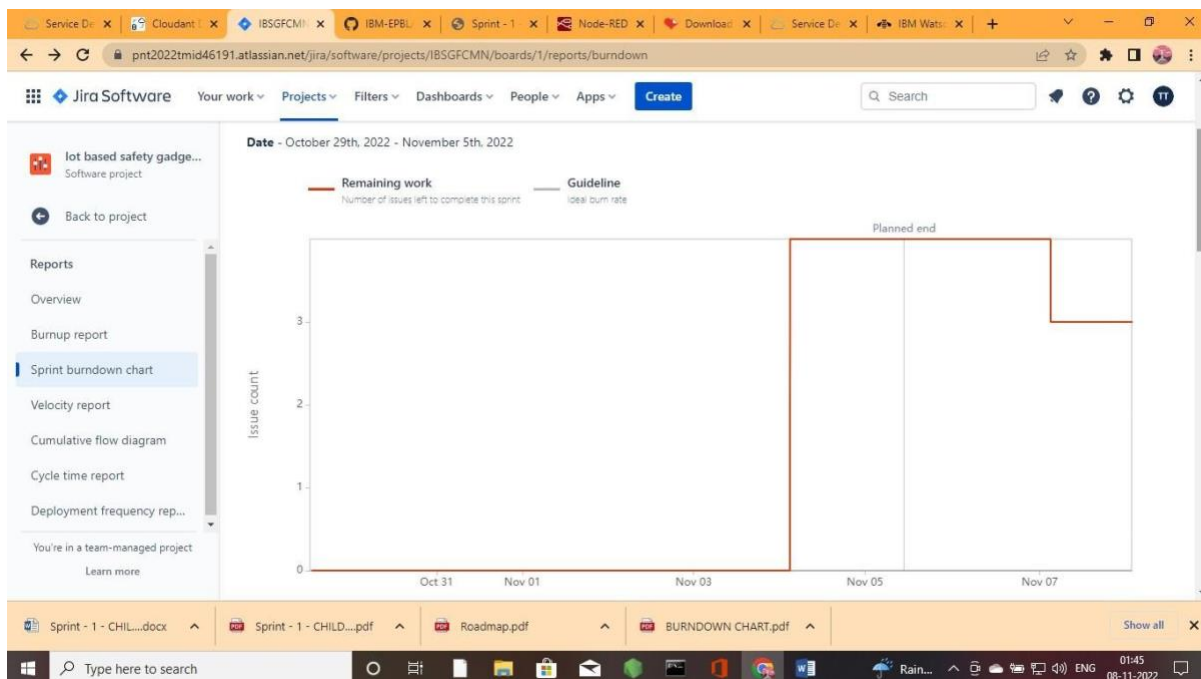 Service De
Cloudant
IBSGFCMN
IBM-EPBL
Sprint - 1 -
Node-RED
Download
Service De
IBM Wats
pnt2022tmid46191.atlassian.net/jira/software/projects/IBSGFCMN/boards/1/reports/burndown
Jira Software Your work Projects Filters Dashboards People Apps Create Search TT
Iot based safety gadge...
Software project
Back to project
Reports
Overview
Burnup report
Sprint burndown chart
Velocity report
Cumulative flow diagram
Cycle time report
Deployment frequency rep...
You're in a team-managed project
Learn more
Date - October 29th, 2022 - November 5th, 2022
Remaining work
Number of issues left to complete this sprint
Guideline
Ideal burn rate
Planned end
Issue count
3
2
1
0
Oct 31 Nov 01 Nov 03 Nov 05 Nov 07
Sprint - 1 - CHIL....docx Sprint - 1 - CHILD....pdf Roadmap.pdf BURNDOWN CHART.pdf Show all
Type here to search Rain... ENG 01:45
08-11-2022